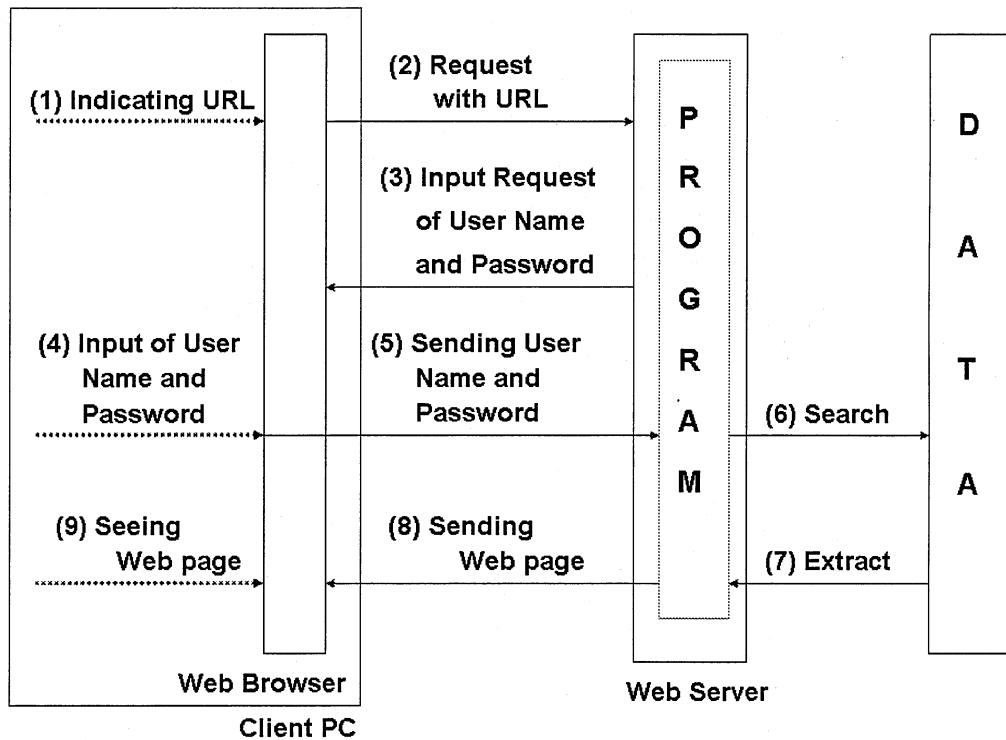 (1) Indicating URL
(2) Request
with URL
(3) Input Request
of User Name
and Password
(4) Input of User
Name and
Password
(5) Sending User
Name and
Password
(6) Search
(7) Extract
(8) Sending
Web page
(9) Seeing
Web page
PROGRAM
DATA
Web Browser
Client PC
Web Server